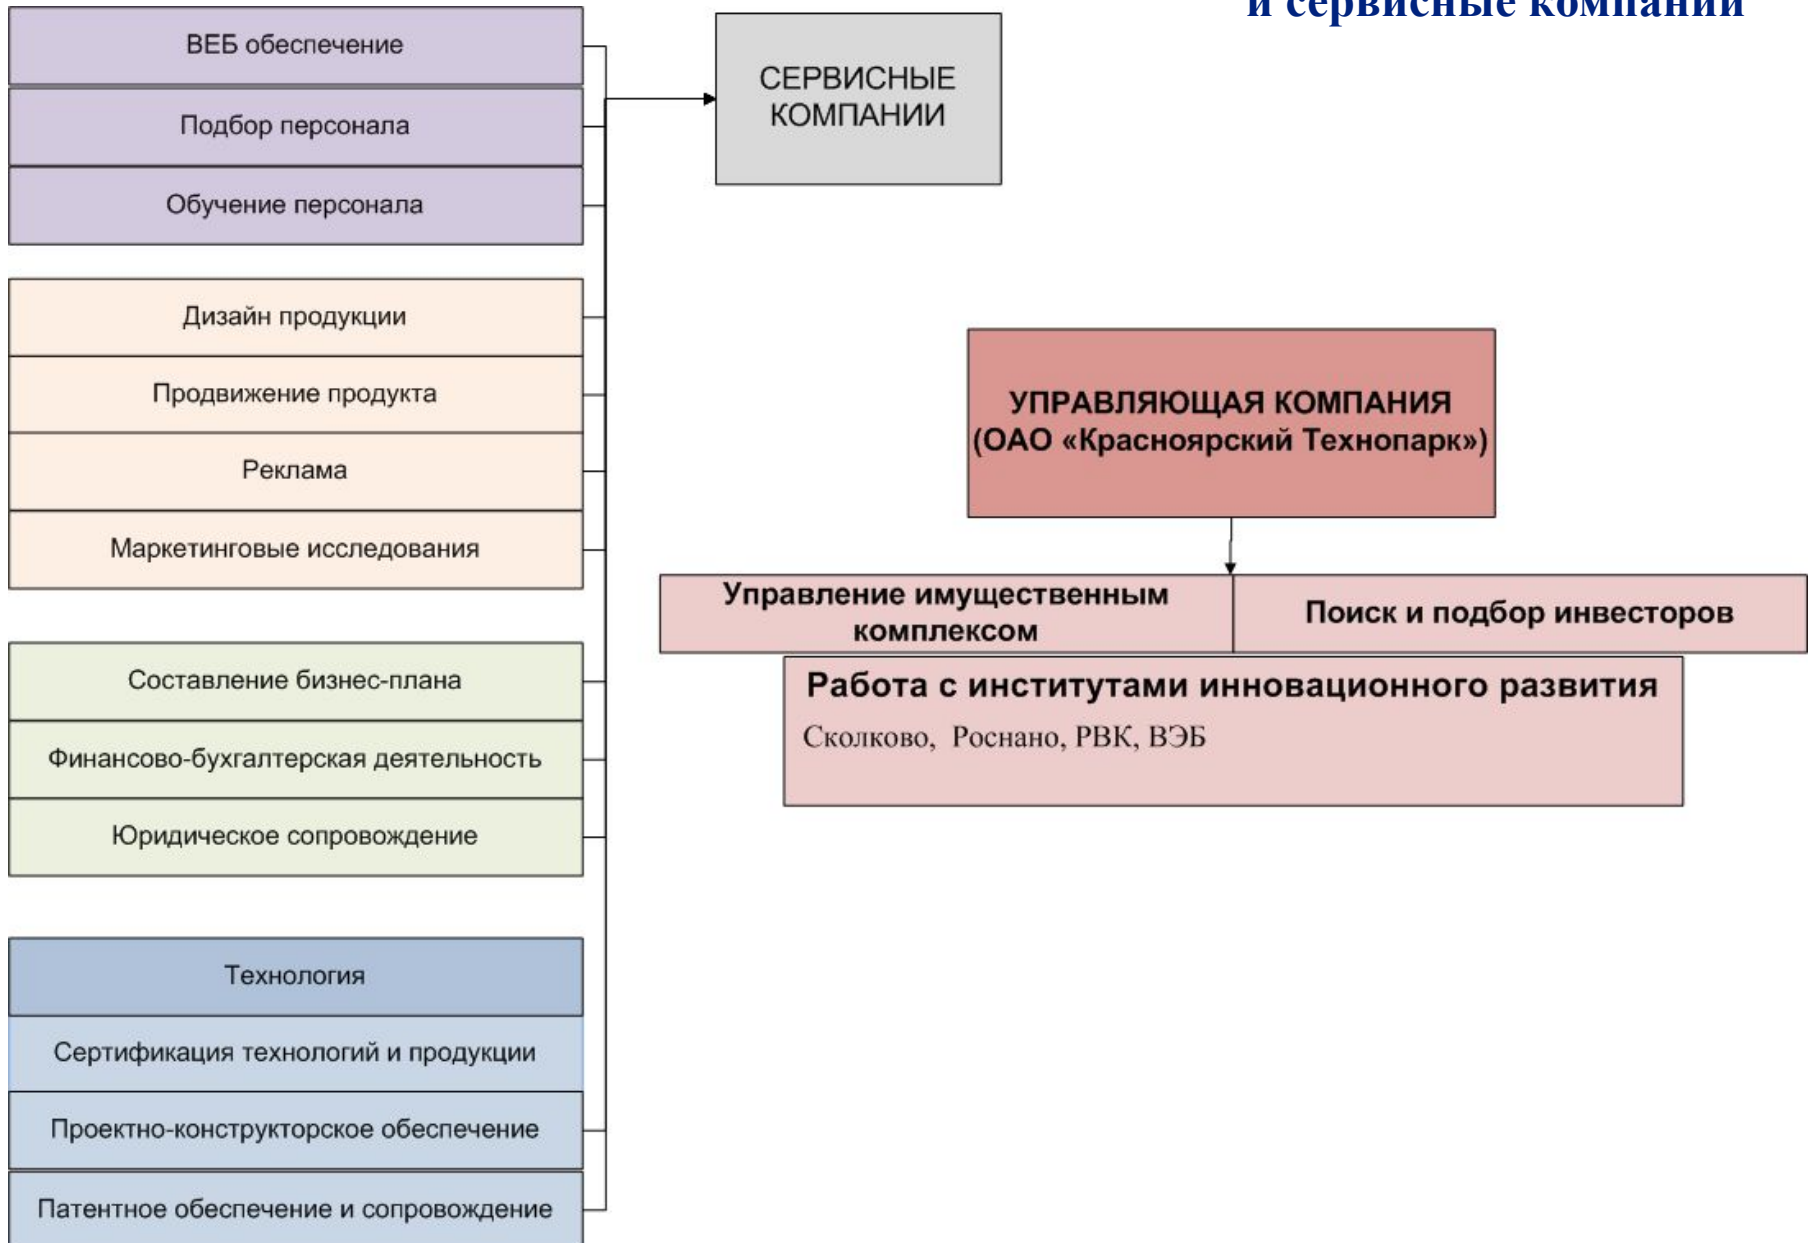 и сервисные компании
ВЕБ обеспечение
Подбор персонала
Обучение персонала
СЕРВИСНЫЕ
КОМПАНИИ
Дизайн продукции
Продвижение продукта
Реклама
Маркетинговые исследования
УПРАВЛЯЮЩАЯ КОМПАНИЯ
(ОАО «Красноярский Технопарк»)
Управление имущественным
комплексом
Поиск и подбор инвесторов
Работа с институтами инновационного развития
Сколково, Роснано, РВК, ВЭБ
Составление бизнес-плана
Финансово-бухгалтерская деятельность
Юридическое сопровождение
Технология
Сертификация технологий и продукции
Проектно-конструкторское обеспечение
Патентное обеспечение и сопровождение